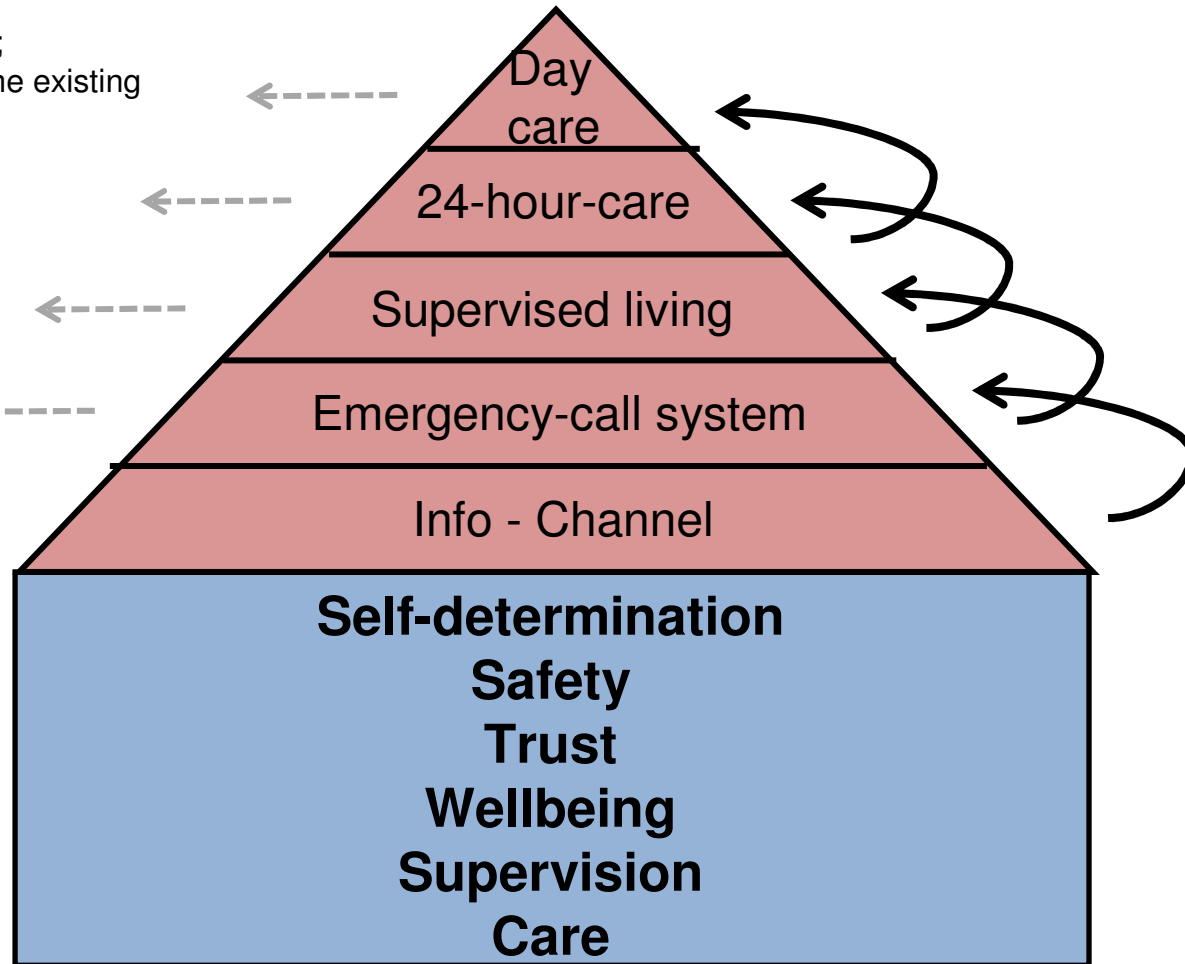 existing
Day
care
24-hour-care
Supervised living
Emergency-call system
Info - Channel
Self-determination
Safety
Trust
Wellbeing
Supervision
Care